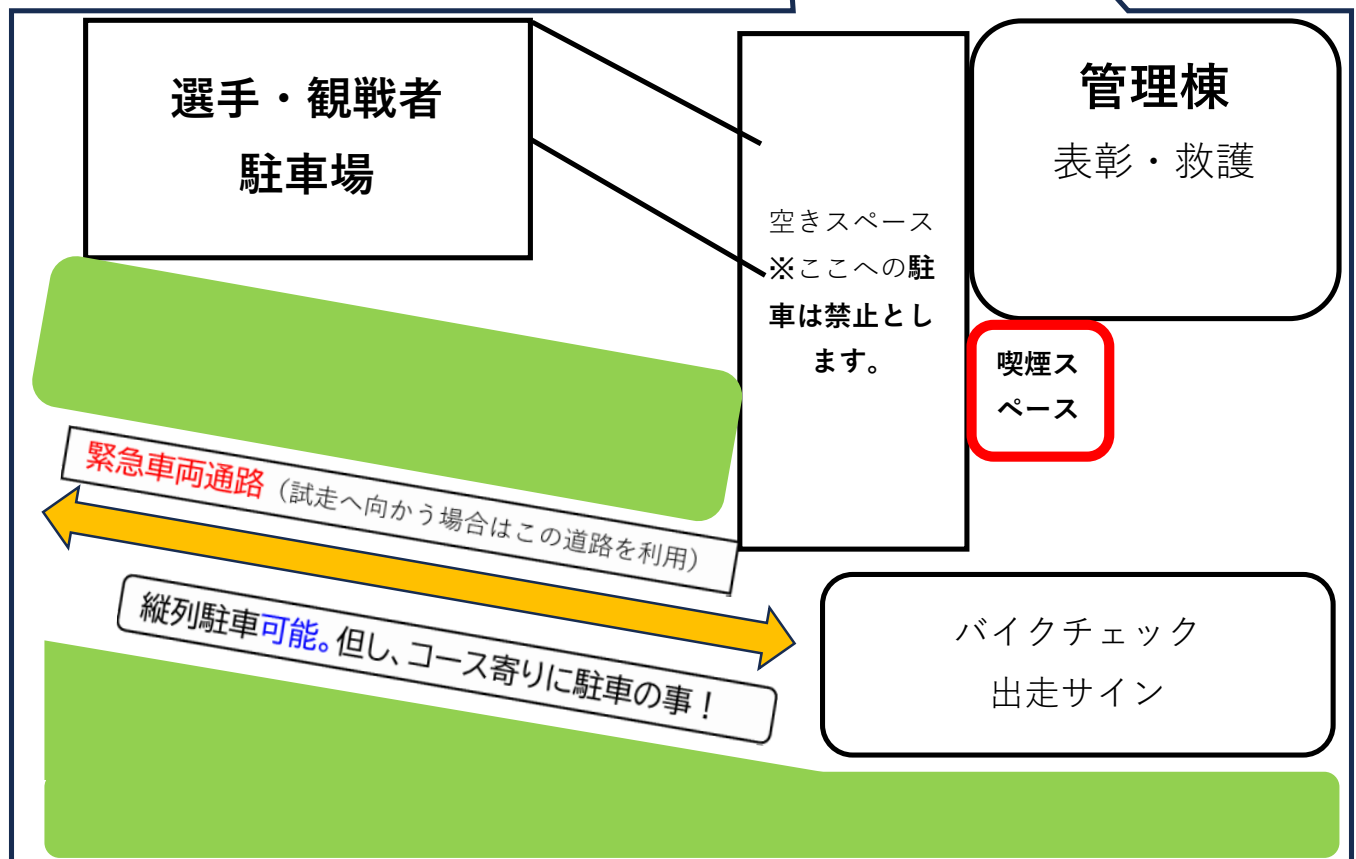 選手・観戦者
駐車場
管理棟
表彰・救護
空きスペース
※ここへの駐
車は禁止とし
ます。
喫煙ス
ペース
緊急車両通路（試走へ向かう場合はこの道路を利用）
縦列駐車可能。但し、コース寄りに駐車の事！
バイクチェック
出走サイン